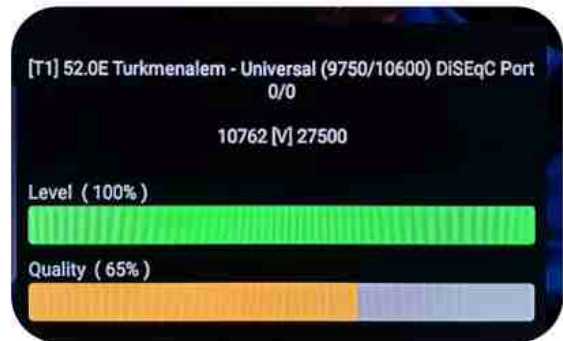 [T1] 52.0E Turkmenalem - Universal (9750/10600) DiSEqC Port
0/0
10762 [V] 27500
Level ( 100% )
Quality ( 65% )